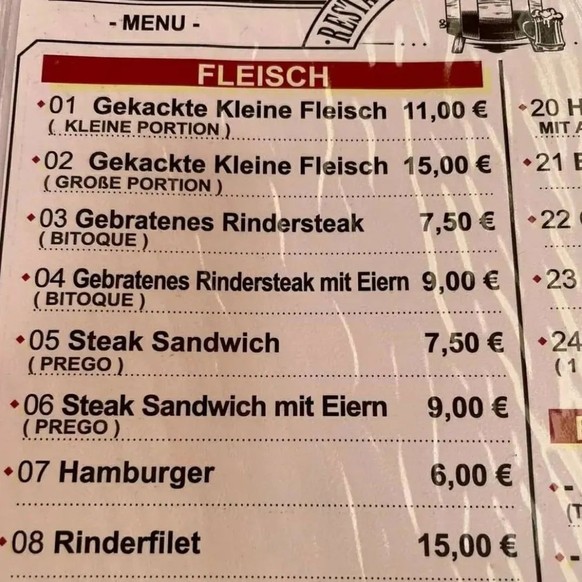 - MENU -
FLEISCH
01 Gekackte Kleine Fleisch 11,00 €
( KLEINE PORTION )
02 Gekackte Kleine Fleisch 15,00 €
( GROßE PORTION )
03 Gebratenes Rindersteak 7,50 €
( BITOQUE )
04 Gebratenes Rindersteak mit Eiern 9,00 €
( BITOQUE )
05 Steak Sandwich 7,50 €
( PREGO )
06 Steak Sandwich mit Eiern 9,00 €
( PREGO )
07 Hamburger 6,00 €
08 Rinderfilet 15,00 €
20
MIT
21
22
23
24